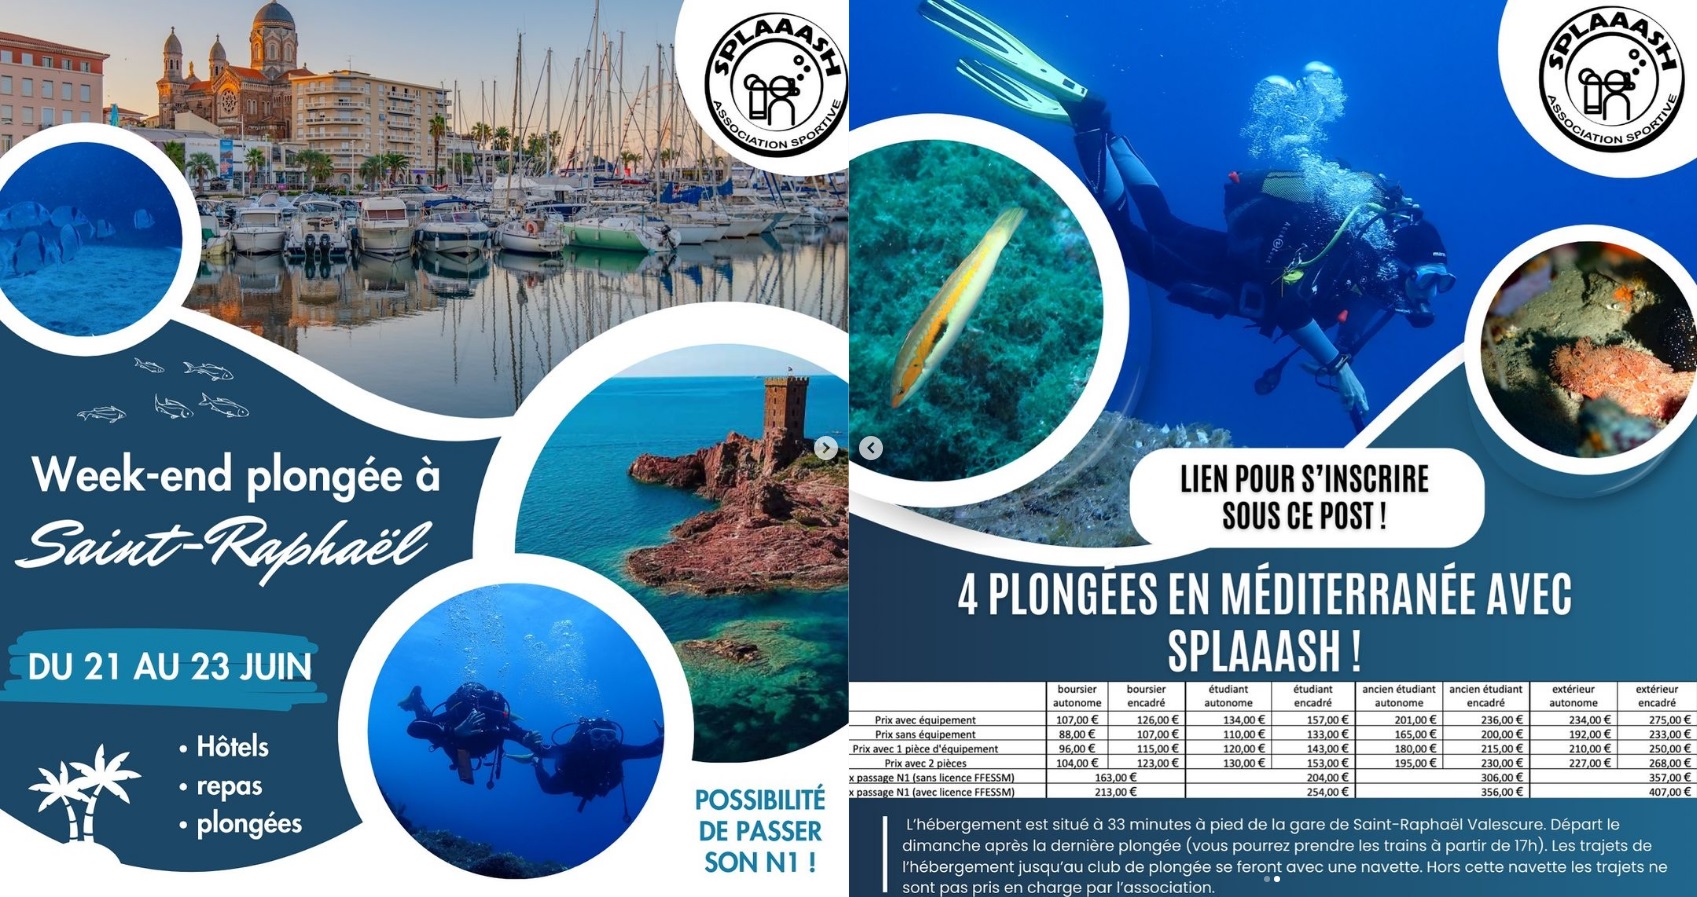 SPLAAASH
ASSOCIATION SPORTIVE
Week-end plongée à
Saint-Raphaël
DU 21 AU 23 JUIN
• Hôtels
• repas
• plongées
POSSIBILITÉ
DE PASSER
SON N1 !
SPLAAASH
ASSOCIATION SPORTIVE
LIEN POUR S'INSCRIRE
SOUS CE POST !
4 PLONGÉES EN MÉDITERRANÉE AVEC
SPLAAASH !
boursier autonome boursier encadré étudiant autonome étudiant encadré ancien étudiant autonome ancien étudiant encadré extérieur autonome extérieur encadré
Prix avec équipement 107,00 € 126,00 € 134,00 € 157,00 € 201,00 € 236,00 € 234,00 € 275,00 €
Prix sans équipement 88,00 € 107,00 € 110,00 € 133,00 € 165,00 € 200,00 € 192,00 € 233,00 €
Prix avec 1 pièce d'équipement 96,00 € 115,00 € 120,00 € 143,00 € 180,00 € 215,00 € 210,00 € 250,00 €
Prix avec 2 pièces 104,00 € 123,00 € 130,00 € 153,00 € 195,00 € 230,00 € 227,00 € 268,00 €
x passage N1 (sans licence FFESSM) 163,00 € 204,00 € 306,00 € 357,00 €
x passage N1 (avec licence FFESSM) 213,00 € 254,00 € 356,00 € 407,00 €
L'hébergement est situé à 33 minutes à pied de la gare de Saint-Raphaël Valescure. Départ le
dimanche après la dernière plongée (vous pourrez prendre les trains à partir de 17h). Les trajets de
l'hébergement jusqu'au club de plongée se feront avec une navette. Hors cette navette les trajets ne
sont pas pris en charge par l'association.